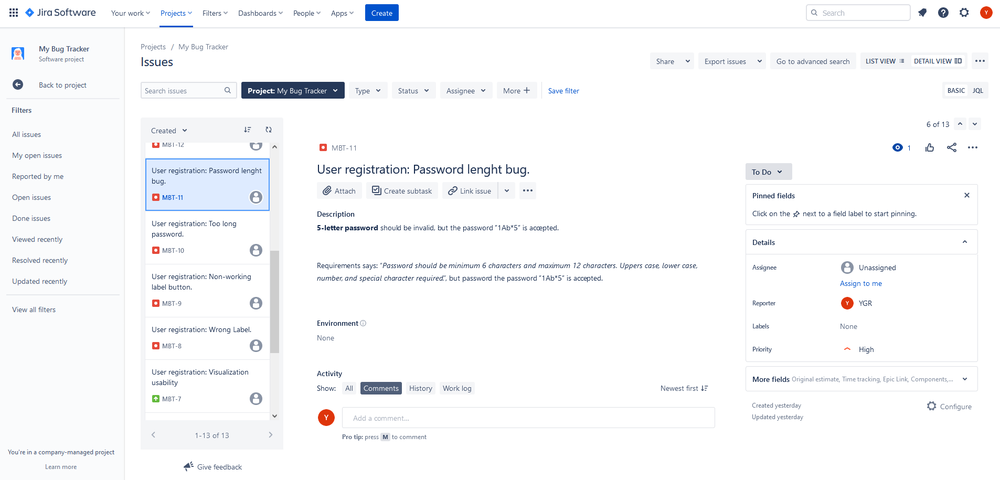 Jira Software
Your work
Projects
Filters
Dashboards
People
Apps
Create
Search
Y
My Bug Tracker
Software project
Back to project
Filters
All issues
My open issues
Reported by me
Open issues
Done issues
Viewed recently
Resolved recently
Updated recently
View all filters
You're in a company-managed project
Learn more
Projects / My Bug Tracker
Issues
Share
Export issues
Go to advanced search
LIST VIEW
DETAIL VIEW
Search issues
Project: My Bug Tracker
Type
Status
Assignee
More
Save filter
BASIC
JQL
Created
MBT-12
User registration: Password lenght
bug.
MBT-11
User registration: Too long
password.
MBT-10
User registration: Non-working
label button.
MBT-9
User registration: Wrong Label.
MBT-8
User registration: Visualization
usability
MBT-7
1-13 of 13
Give feedback
6 of 13
MBT-11
1
User registration: Password lenght bug.
Attach
Create subtask
Link issue
Description
5-letter password should be invalid, but the password “1Ab*5” is accepted.
Requirements says: “Password should be minimum 6 characters and maximum 12 characters. Uppers case, lower case,
number, and special character required.”, but password the password “1Ab*5” is accepted.
Environment
None
Activity
Show:
All
Comments
History
Work log
Newest first
Y
Add a comment...
Pro tip: press M to comment
To Do
Pinned fields
Click on the next to a field label to start pinning.
Details
Assignee
Unassigned
Assign to me
Reporter
Y
YGR
Labels
None
Priority
High
More fields Original estimate, Time tracking, Epic Link, Components,...
Created yesterday
Updated yesterday
Configure